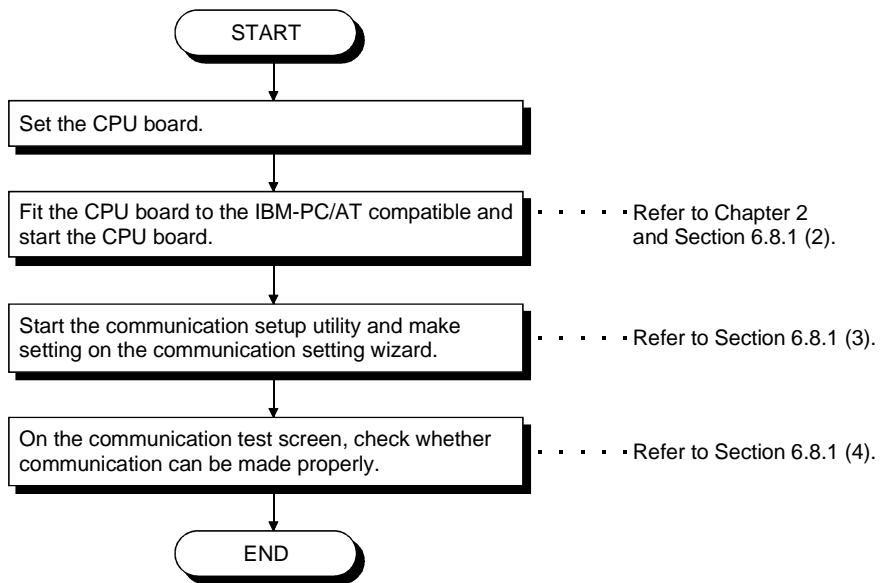 START
Set the CPU board.
Fit the CPU board to the IBM-PC/AT compatible and
start the CPU board.
Refer to Chapter 2
and Section 6.8.1 (2).
Start the communication setup utility and make
setting on the communication setting wizard.
Refer to Section 6.8.1 (3).
On the communication test screen, check whether
communication can be made properly.
Refer to Section 6.8.1 (4).
END